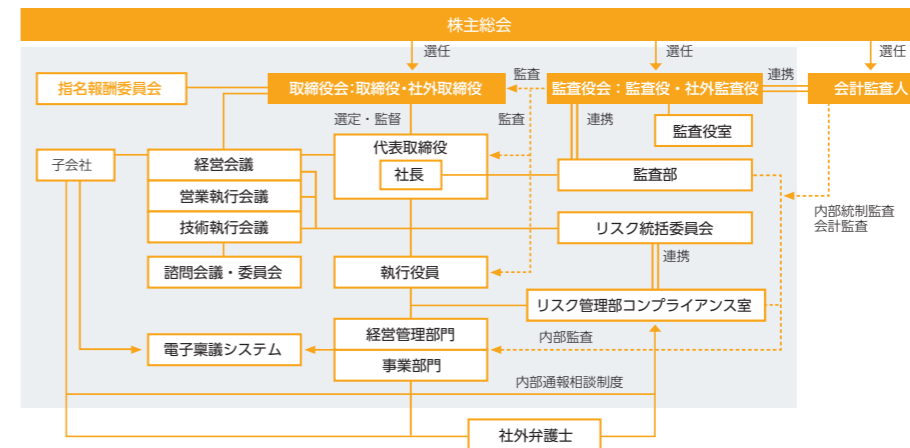 株主総会
選任
選任
選任
指名報酬委員会
取締役会：取締役・社外取締役
監査
監査役会：監査役・社外監査役
連携
会計監査人
選定・監督
監査
連携
監査役室
子会社
経営会議
代表取締役
社長
監査部
営業執行会議
技術執行会議
リスク統括委員会
内部統制監査
会計監査
諮問会議・委員会
執行役員
連携
リスク管理部コンプライアンス室
電子稟議システム
経営管理部門
内部監査
事業部門
内部通報相談制度
社外弁護士